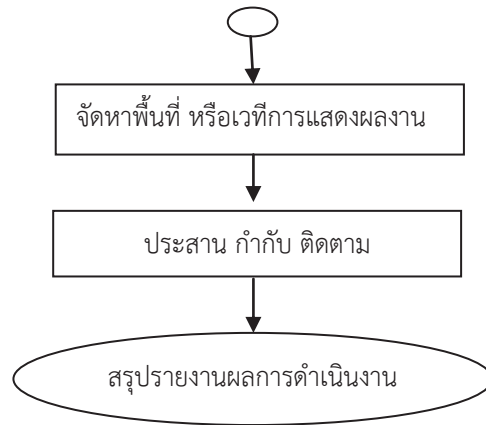 จัดหาพื้นที่ หรือเวทีการแสดงผลงาน
ประสาน กำกับ ติดตาม
สรุปรายงานผลการดำเนินงาน